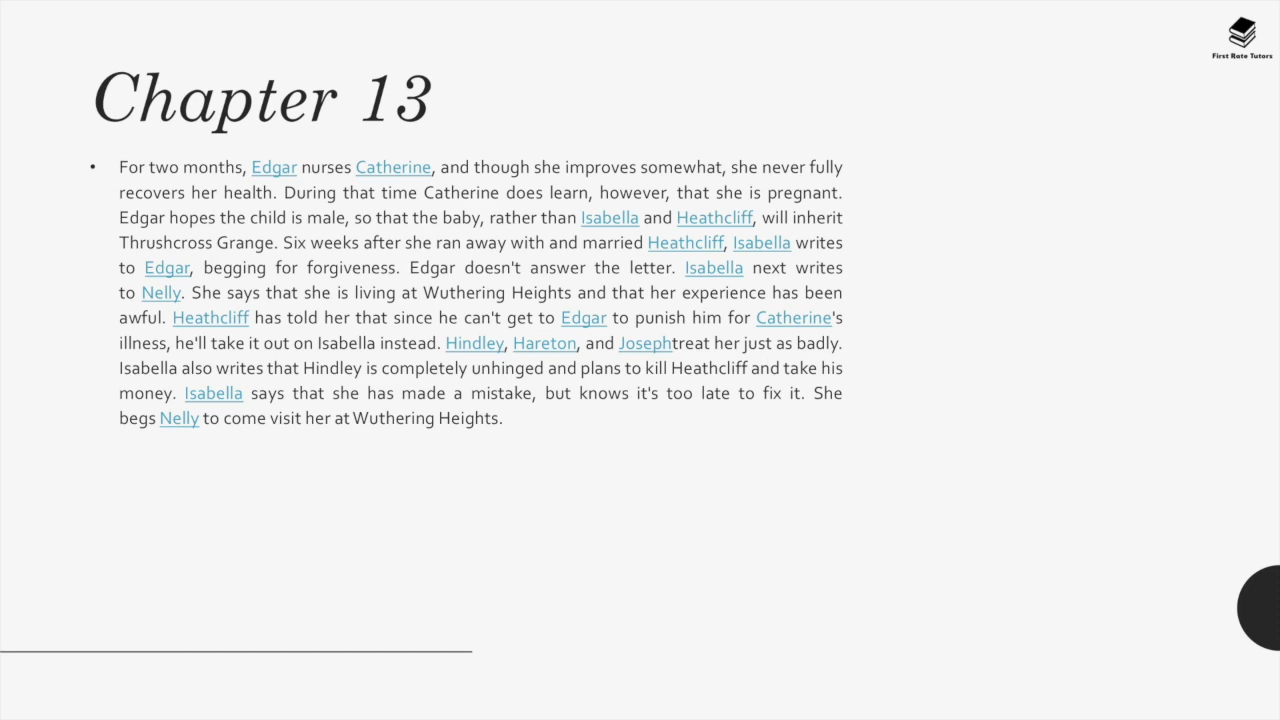 First Rate Tutors
Chapter 13
• For two months, Edgar nurses Catherine, and though she improves somewhat, she never fully
recovers her health. During that time Catherine does learn, however, that she is pregnant.
Edgar hopes the child is male, so that the baby, rather than Isabella and Heathcliff, will inherit
Thrushcross Grange. Six weeks after she ran away with and married Heathcliff, Isabella writes
to Edgar, begging for forgiveness. Edgar doesn't answer the letter. Isabella next writes
to Nelly. She says that she is living at Wuthering Heights and that her experience has been
awful. Heathcliff has told her that since he can't get to Edgar to punish him for Catherine's
illness, he'll take it out on Isabella instead. Hindley, Hareton, and Josephtreat her just as badly.
Isabella also writes that Hindley is completely unhinged and plans to kill Heathcliff and take his
money. Isabella says that she has made a mistake, but knows it's too late to fix it. She
begs Nelly to come visit her at Wuthering Heights.